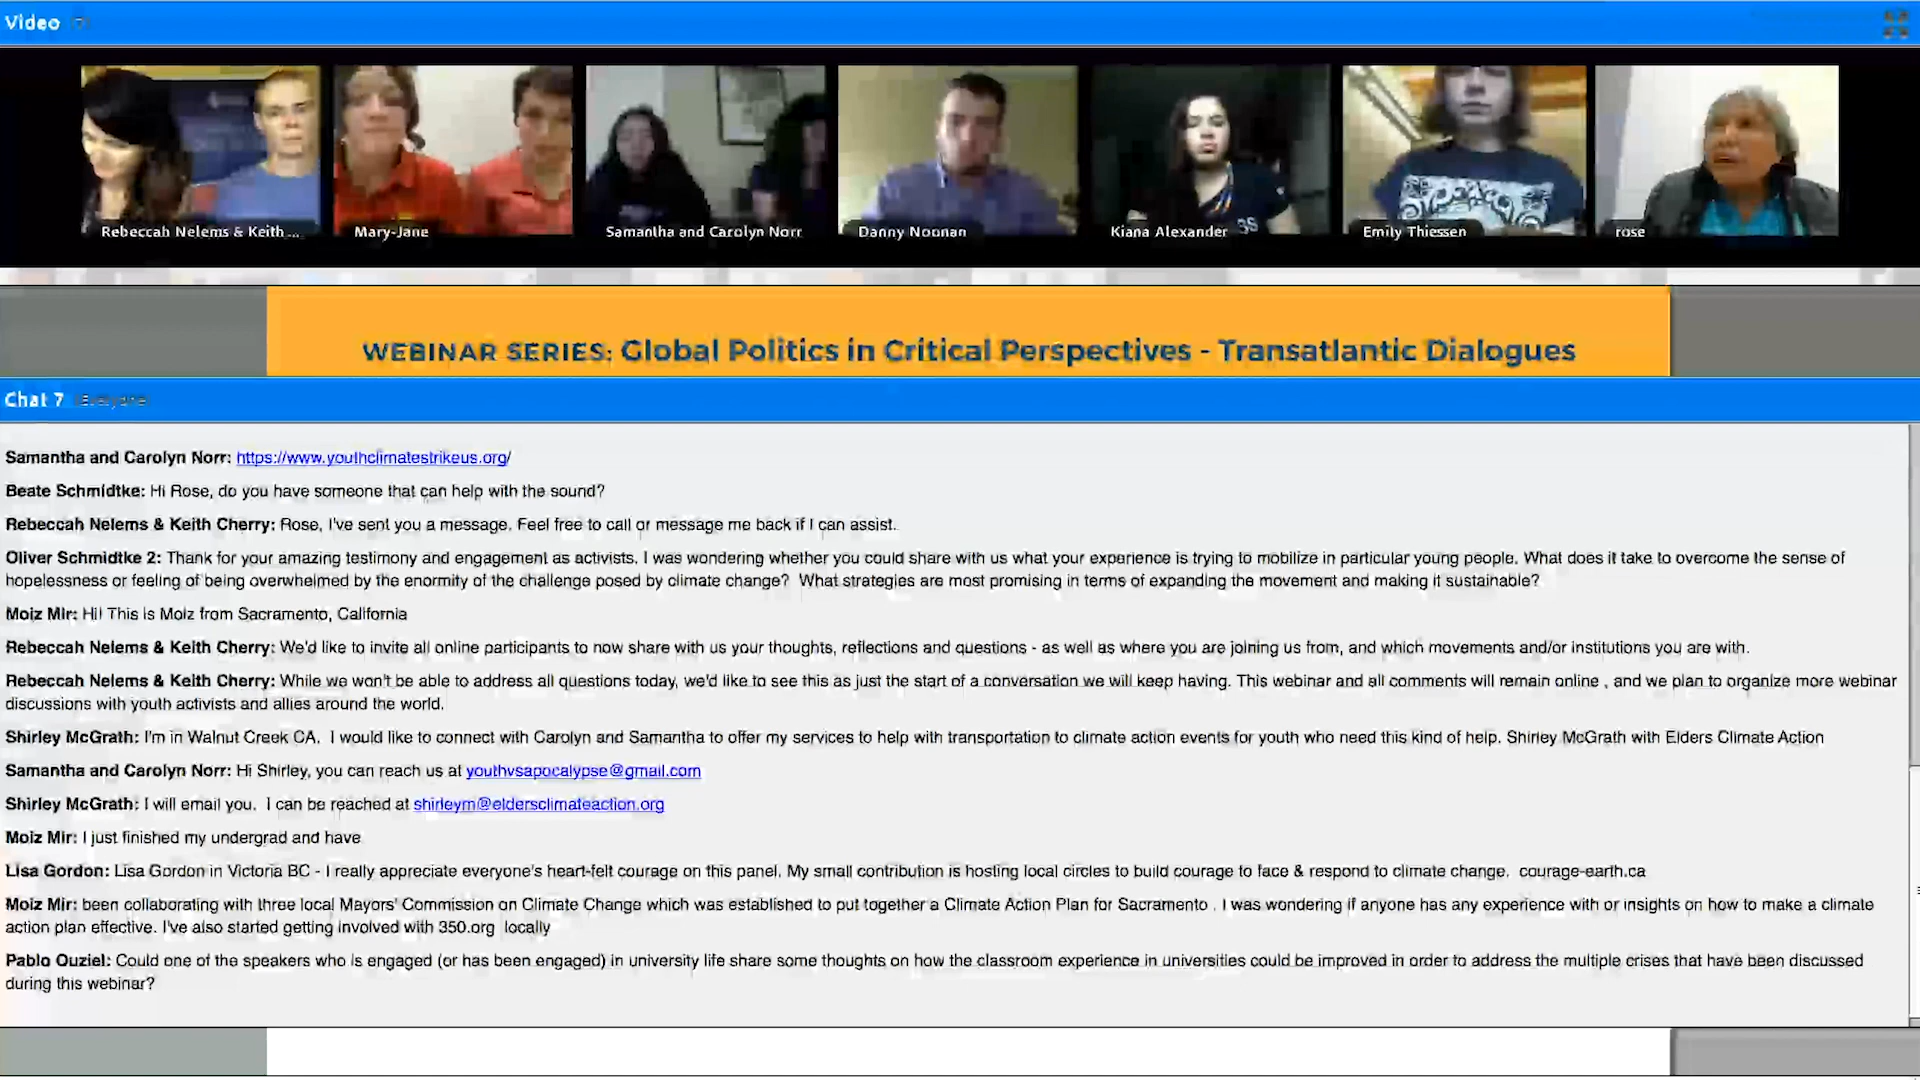 Video
Rebeccah Nelems & Keith ...
Mary-Jane
Samantha and Carolyn Norr
Danny Noonan
Kiana Alexander
Emily Thiessen
rose
WEBINAR SERIES: Global Politics in Critical Perspectives - Transatlantic Dialogues
Chat 7 (Everyone)
Samantha and Carolyn Norr: https://www.youthclimatestrikeus.org/
Beate Schmidtke: Hi Rose, do you have someone that can help with the sound?
Rebeccah Nelems & Keith Cherry: Rose, I've sent you a message. Feel free to call or message me back if I can assist.
Oliver Schmidtke 2: Thank for your amazing testimony and engagement as activists. I was wondering whether you could share with us what your experience is trying to mobilize in particular young people. What does it take to overcome the sense of
hopelessness or feeling of being overwhelmed by the enormity of the challenge posed by climate change? What strategies are most promising in terms of expanding the movement and making it sustainable?
Moiz Mir: Hi! This is Moiz from Sacramento, California
Rebeccah Nelems & Keith Cherry: We'd like to invite all online participants to now share with us your thoughts, reflections and questions - as well as where you are joining us from, and which movements and/or institutions you are with.
Rebeccah Nelems & Keith Cherry: While we won't be able to address all questions today, we'd like to see this as just the start of a conversation we will keep having. This webinar and all comments will remain online , and we plan to organize more webinar
discussions with youth activists and allies around the world.
Shirley McGrath: I'm in Walnut Creek CA. I would like to connect with Carolyn and Samantha to offer my services to help with transportation to climate action events for youth who need this kind of help. Shirley McGrath with Elders Climate Action
Samantha and Carolyn Norr: Hi Shirley, you can reach us at youthvsapocalypse@gmail.com
Shirley McGrath: I will email you. I can be reached at shirleym@eldersclimateaction.org
Moiz Mir: I just finished my undergrad and have
Lisa Gordon: Lisa Gordon in Victoria BC - I really appreciate everyone's heart-felt courage on this panel. My small contribution is hosting local circles to build courage to face & respond to climate change. courage-earth.ca
Moiz Mir: been collaborating with three local Mayors' Commission on Climate Change which was established to put together a Climate Action Plan for Sacramento . I was wondering if anyone has any experience with or insights on how to make a climate
action plan effective. I've also started getting involved with 350.org locally
Pablo Ouziel: Could one of the speakers who is engaged (or has been engaged) in university life share some thoughts on how the classroom experience in universities could be improved in order to address the multiple crises that have been discussed
during this webinar?